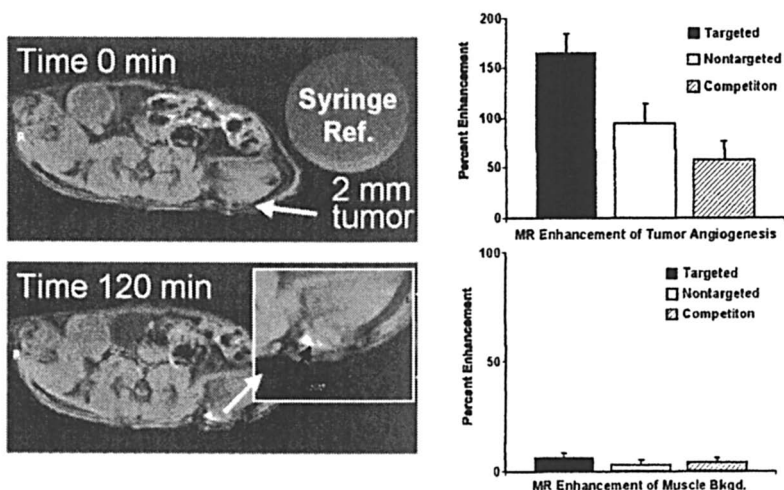 Time 0 min
R
Syringe
Ref.
2 mm
tumor
Time 120 min
200
150
100
50
0
Percent Enhancement
Targeted
Nontargeted
Competiton
MR Enhancement of Tumor Angiogenesis
100
50
0
Percent Enhancement
Targeted
Nontargeted
Competiton
MR Enhancement of Muscle Bkgd.